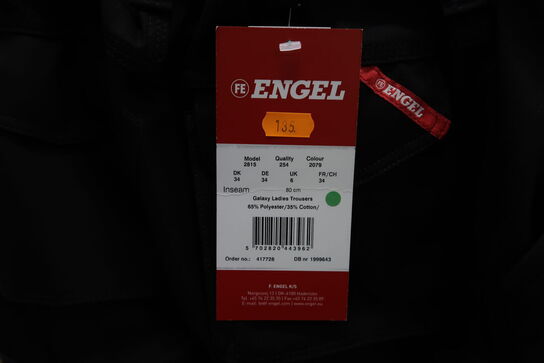 FE ENGEL
ENGEL
135.
Model Quality Colour
2815 254 2079
DK DE UK FR/CH
34 34 6 34
Inseam 80 cm
Galaxy Ladies Trousers
65% Polyester/35% Cotton/
5 702820 443962
Order no.: 417726 DB nr 1999643
F. ENGEL K/S